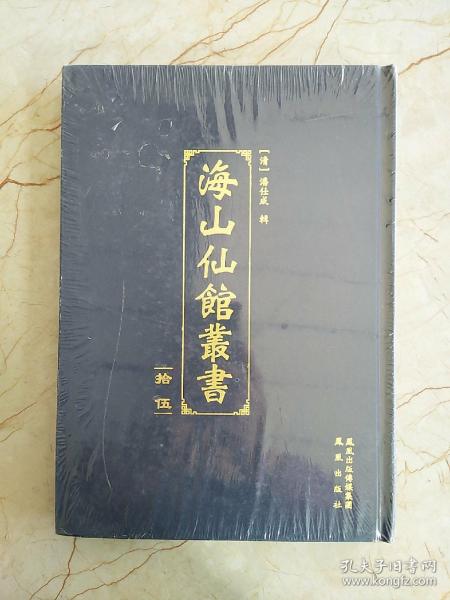 [清] 潘仕成 輯
海山仙館叢書
拾伍
鳳凰出版傳媒集團
鳳凰出版社
孔夫子旧书网
www.kongfz.com